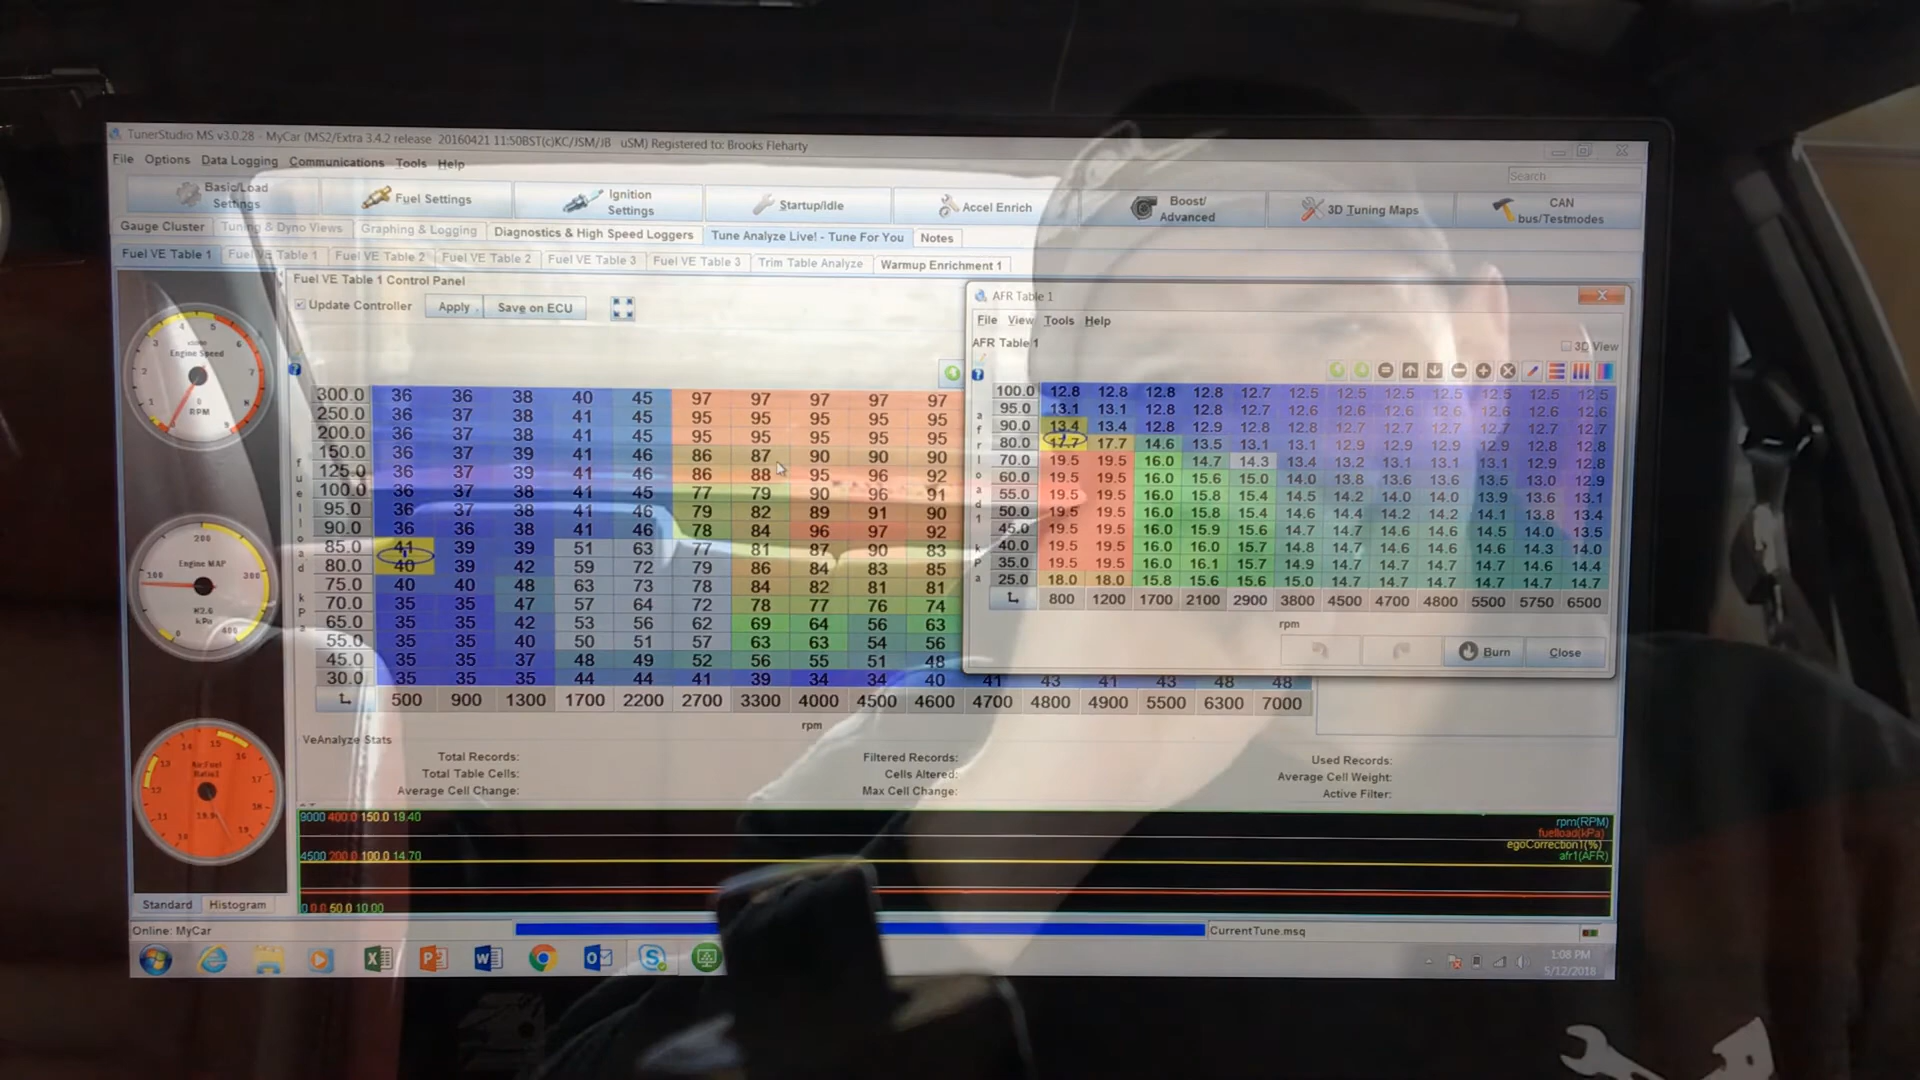 TunerStudio MS v3.0.28 - MyCar (MS2/Extra 3.4.2 release 20160421 11:50BST(c)KC/JSM/JB uSM) Registered to: Brooks Fleharty
File Options Data Logging Communications Tools Help
Search
Basic/Load Settings
Fuel Settings
Ignition Settings
Startup/Idle
Accel Enrich
Boost/ Advanced
3D Tuning Maps
CAN bus/Testmodes
Gauge Cluster Tuning & Dyno Views Graphing & Logging Diagnostics & High Speed Loggers Tune Analyze Live! - Tune For You Notes
Fuel VE Table 1 Fuel VE Table 1 Fuel VE Table 2 Fuel VE Table 2 Fuel VE Table 3 Fuel VE Table 3 Trim Table Analyze Warmup Enrichment 1
Fuel VE Table 1 Control Panel
Update Controller Apply Save on ECU
300.0 36 36 38 40 45 97 97 97 97 97
250.0 36 37 38 41 45 95 95 95 95 95
200.0 36 37 38 41 45 95 95 95 95 95
150.0 36 37 39 41 46 86 87 90 90 90
125.0 36 37 39 41 46 86 88 95 96 92
100.0 36 37 38 41 45 77 79 90 96 91
95.0 36 37 38 41 46 79 82 89 91 90
90.0 36 36 38 41 46 78 84 96 97 92
85.0 41 39 39 51 63 77 81 87 90 83
80.0 40 39 42 59 72 79 86 84 83 85
75.0 40 40 48 63 73 78 84 82 81 81
70.0 35 35 47 57 64 72 78 77 76 74
65.0 35 35 42 53 56 62 69 64 56 63
55.0 35 35 40 50 51 57 63 63 54 56
45.0 35 35 37 48 49 52 56 55 51 48
30.0 35 35 35 44 44 41 39 34 34 40 41 43 41 43 48 48
500 900 1300 1700 2200 2700 3300 4000 4500 4600 4700 4800 4900 5500 6300 7000
rpm
fuelload kPa
AFR Table 1
File View Tools Help
AFR Table 1
3D View
100.0 12.8 12.8 12.8 12.8 12.7 12.5 12.5 12.5 12.5 12.5 12.5 12.5
95.0 13.1 13.1 12.8 12.8 12.7 12.6 12.6 12.6 12.6 12.6 12.5 12.6
90.0 13.4 13.4 12.8 12.9 12.8 12.8 12.7 12.7 12.7 12.7 12.7 12.7
80.0 17.7 17.7 14.6 13.5 13.1 13.1 12.9 12.9 12.9 12.9 12.8 12.8
70.0 19.5 19.5 16.0 14.7 14.3 13.4 13.2 13.1 13.1 13.1 12.9 12.8
60.0 19.5 19.5 16.0 15.6 15.0 14.0 13.8 13.6 13.6 13.5 13.0 12.9
55.0 19.5 19.5 16.0 15.8 15.4 14.5 14.2 14.0 14.0 13.9 13.6 13.1
50.0 19.5 19.5 16.0 15.8 15.4 14.6 14.4 14.2 14.2 14.1 13.8 13.4
45.0 19.5 19.5 16.0 15.9 15.6 14.7 14.7 14.6 14.6 14.5 14.0 13.5
40.0 19.5 19.5 16.0 16.0 15.7 14.8 14.7 14.6 14.6 14.6 14.3 14.0
35.0 19.5 19.5 16.0 16.1 15.7 14.9 14.7 14.7 14.7 14.7 14.6 14.4
25.0 18.0 18.0 15.8 15.6 15.6 15.0 14.7 14.7 14.7 14.7 14.7 14.7
800 1200 1700 2100 2900 3800 4500 4700 4800 5500 5750 6500
rpm
afrload1 kPa
Burn Close
Engine Speed
RPM
Engine MAP
kPa
Air:Fuel Ratio1
VeAnalyze Stats
Total Records: Filtered Records: Used Records:
Total Table Cells: Cells Altered: Average Cell Weight:
Average Cell Change: Max Cell Change: Active Filter:
9000 400.0 150.0 19.40
rpm(RPM)
fuelload(kPa)
egoCorrection1(%)
afr1(AFR)
4500 200.0 100.0 14.70
0 0.0 50.0 10.00
Standard Histogram
Online: MyCar
CurrentTune.msq
1:08 PM
5/12/2018